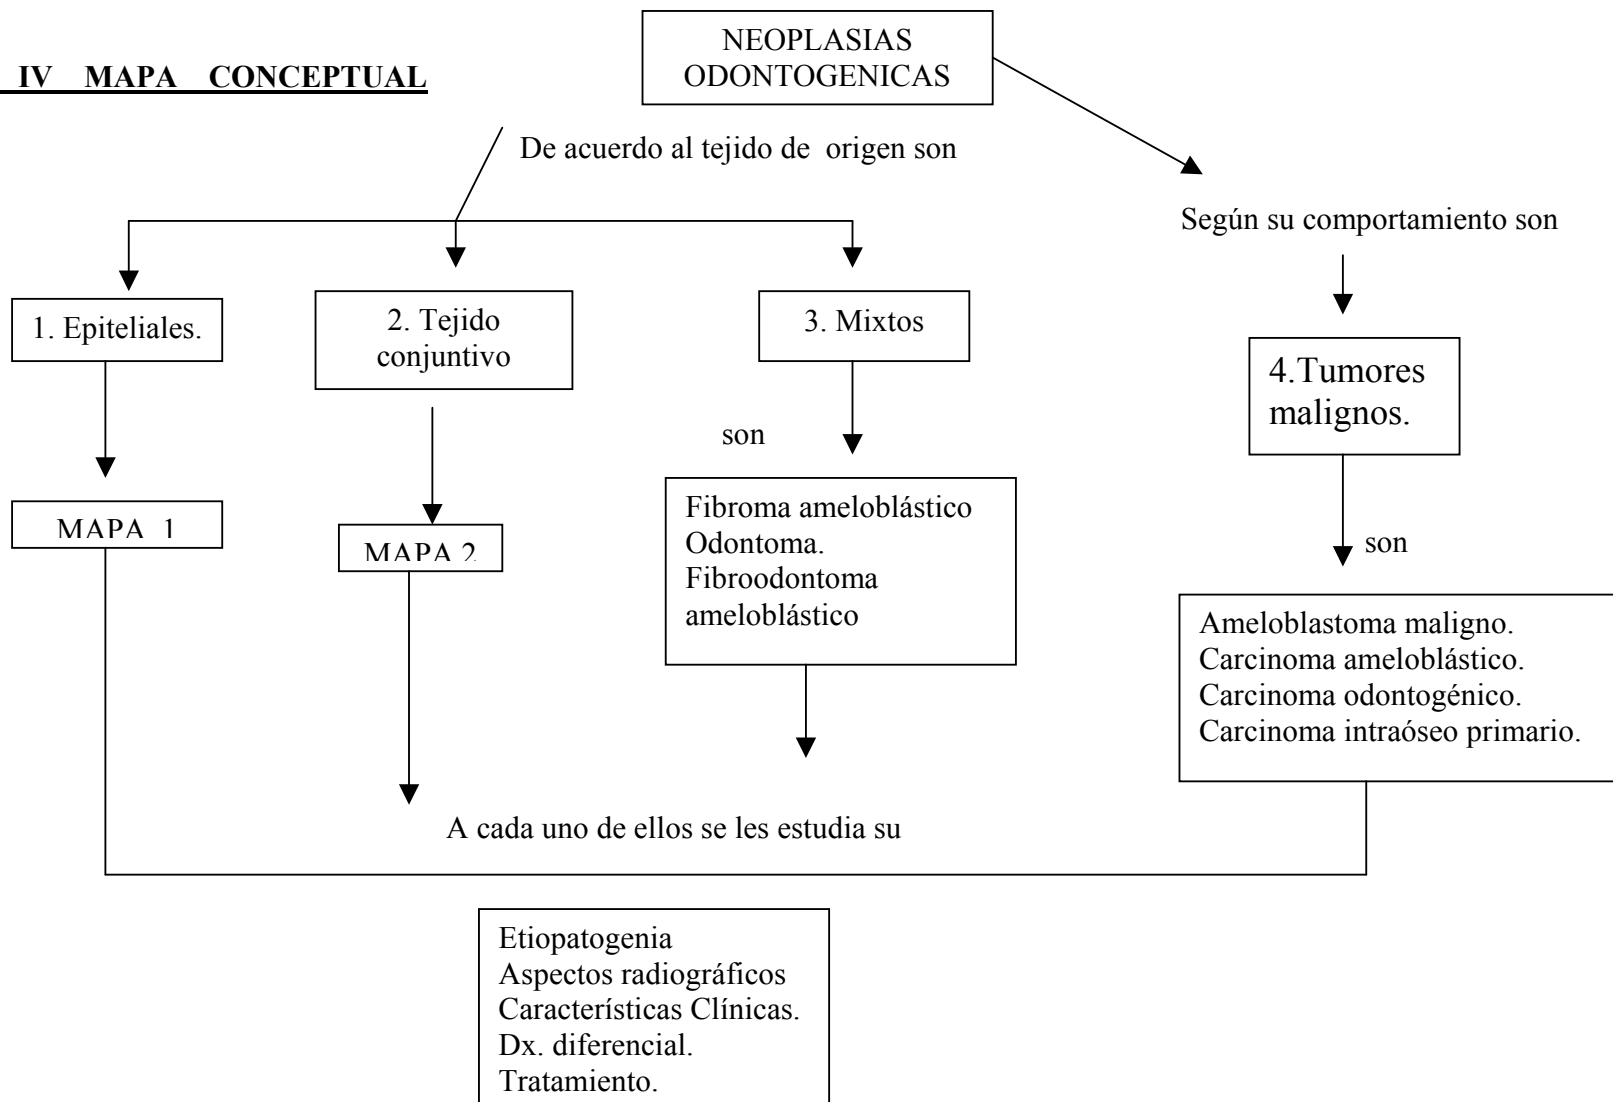 IV MAPA CONCEPTUAL
NEOPLASIAS
ODONTOGENICAS
De acuerdo al tejido de origen son
Según su comportamiento son
1. Epiteliales.
2. Tejido
conjuntivo
3. Mixtos
4.Tumores
malignos.
son
son
MAPA 1
MAPA 2
Fibroma ameloblástico
Odontoma.
Fibroodontoma
ameloblástico
Ameloblastoma maligno.
Carcinoma ameloblástico.
Carcinoma odontogénico.
Carcinoma intraóseo primario.
A cada uno de ellos se les estudia su
Etiopatogenia
Aspectos radiográficos
Características Clínicas.
Dx. diferencial.
Tratamiento.